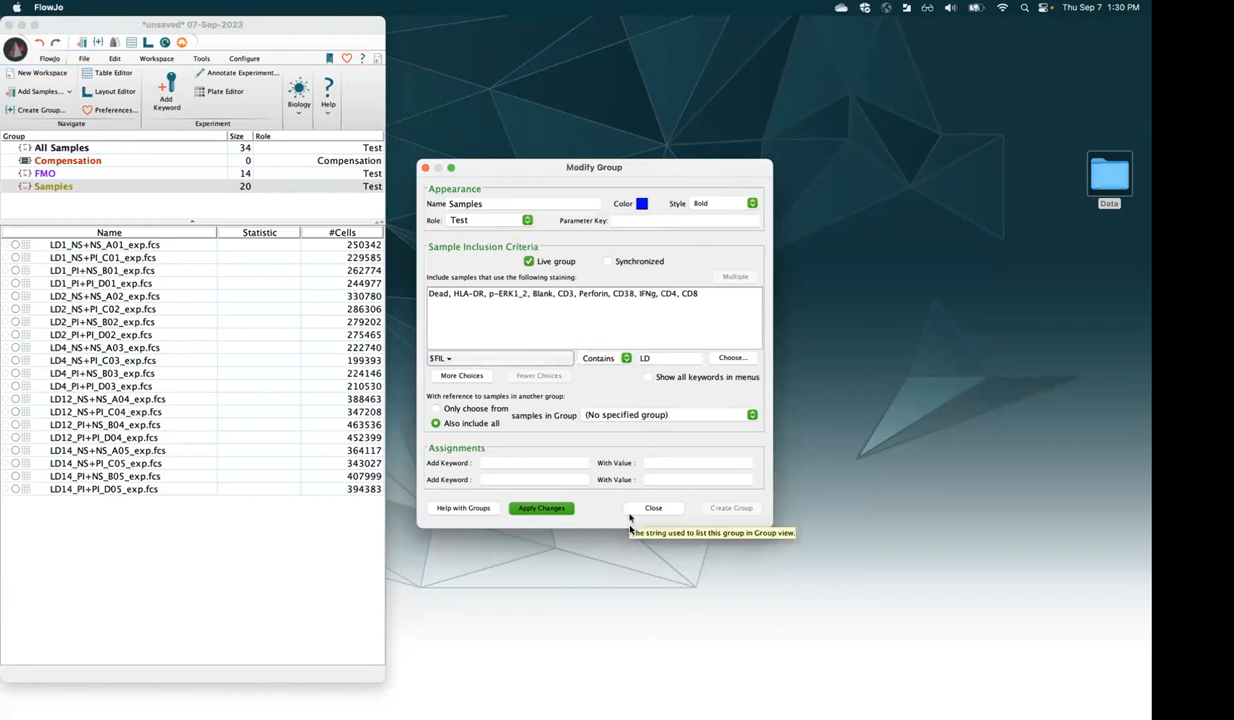 FlowJo
Thu Sep 7 1:30 PM
*unsaved* 07-Sep-2023
FlowJo File Edit Workspace Tools Configure
New Workspace Table Editor Annotate Experiment...
Add Samples... Layout Editor Add Keyword Plate Editor Biology Help
Create Group... Preferences...
Navigate Experiment
Group Size Role
All Samples 34 Test
Compensation 0 Compensation
FMO 14 Test
Samples 20 Test
Name Statistic #Cells
LD1_NS+NS_A01_exp.fcs 250342
LD1_NS+PI_C01_exp.fcs 229585
LD1_PI+NS_B01_exp.fcs 262774
LD1_PI+PI_D01_exp.fcs 244977
LD2_NS+NS_A02_exp.fcs 330780
LD2_NS+PI_C02_exp.fcs 286306
LD2_PI+NS_B02_exp.fcs 279202
LD2_PI+PI_D02_exp.fcs 275465
LD4_NS+NS_A03_exp.fcs 222740
LD4_NS+PI_C03_exp.fcs 199393
LD4_PI+NS_B03_exp.fcs 224146
LD4_PI+PI_D03_exp.fcs 210530
LD12_NS+NS_A04_exp.fcs 388463
LD12_NS+PI_C04_exp.fcs 347208
LD12_PI+NS_B04_exp.fcs 463536
LD12_PI+PI_D04_exp.fcs 452399
LD14_NS+NS_A05_exp.fcs 364117
LD14_NS+PI_C05_exp.fcs 343027
LD14_PI+NS_B05_exp.fcs 407999
LD14_PI+PI_D05_exp.fcs 394383
Modify Group
Appearance
Name Samples Color Style Bold
Role: Test Parameter Key:
Sample Inclusion Criteria
Live group Synchronized
Include samples that use the following staining: Multiple
Dead, HLA-DR, p-ERK1_2, Blank, CD3, Perforin, CD38, IFNg, CD4, CD8
$FIL Contains LD Choose...
More Choices Fewer Choices Show all keywords in menus
With reference to samples in another group:
Only choose from
samples in Group (No specified group)
Also include all
Assignments
Add Keyword : With Value :
Add Keyword : With Value :
Help with Groups Apply Changes Close Create Group
The string used to list this group in Group view.
Data